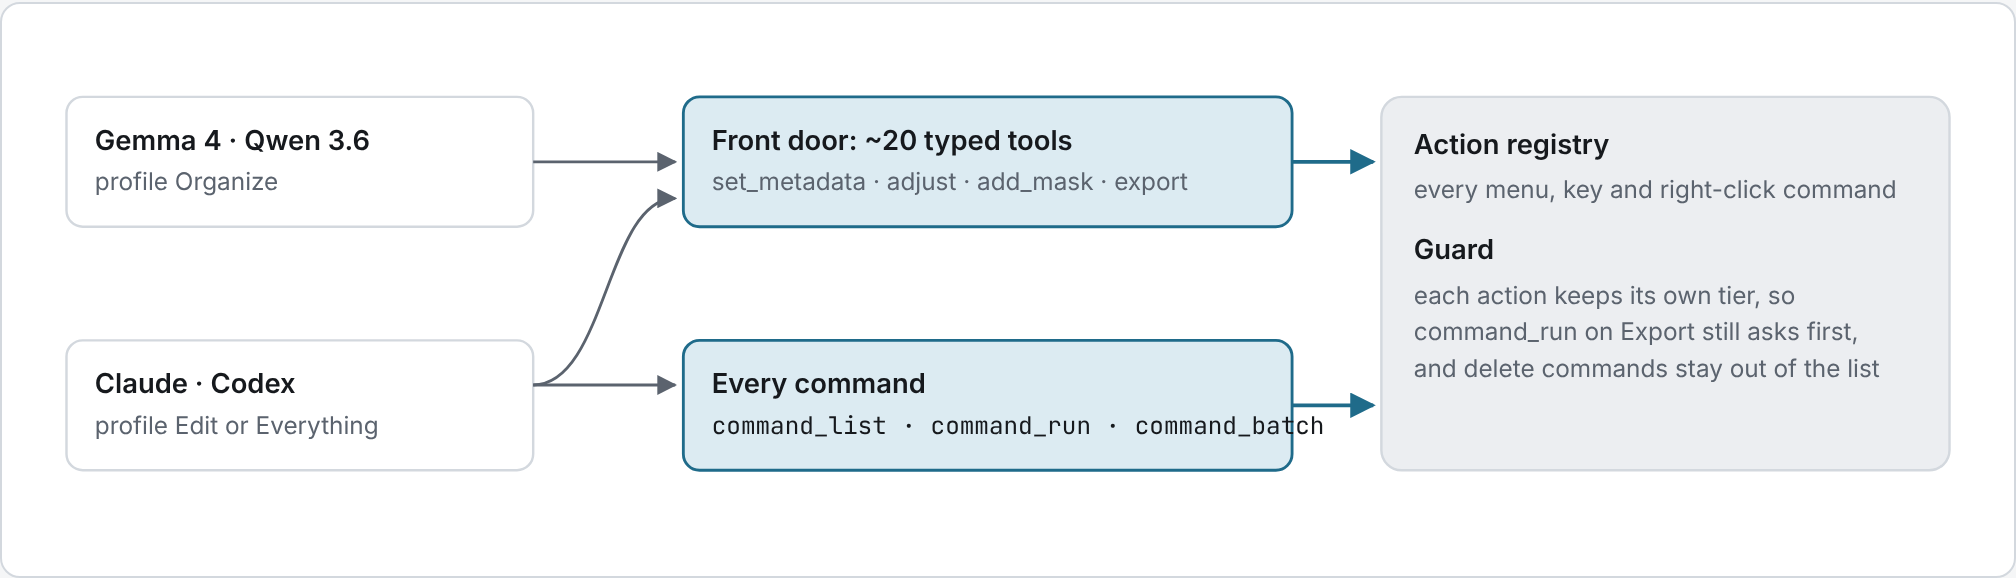 Gemma 4 · Qwen 3.6
profile Organize
Front door: ~20 typed tools
set_metadata · adjust · add_mask · export
Claude · Codex
profile Edit or Everything
Every command
command_list · command_run · command_batch
Action registry
every menu, key and right-click command
Guard
each action keeps its own tier, so
command_run on Export still asks first,
and delete commands stay out of the list